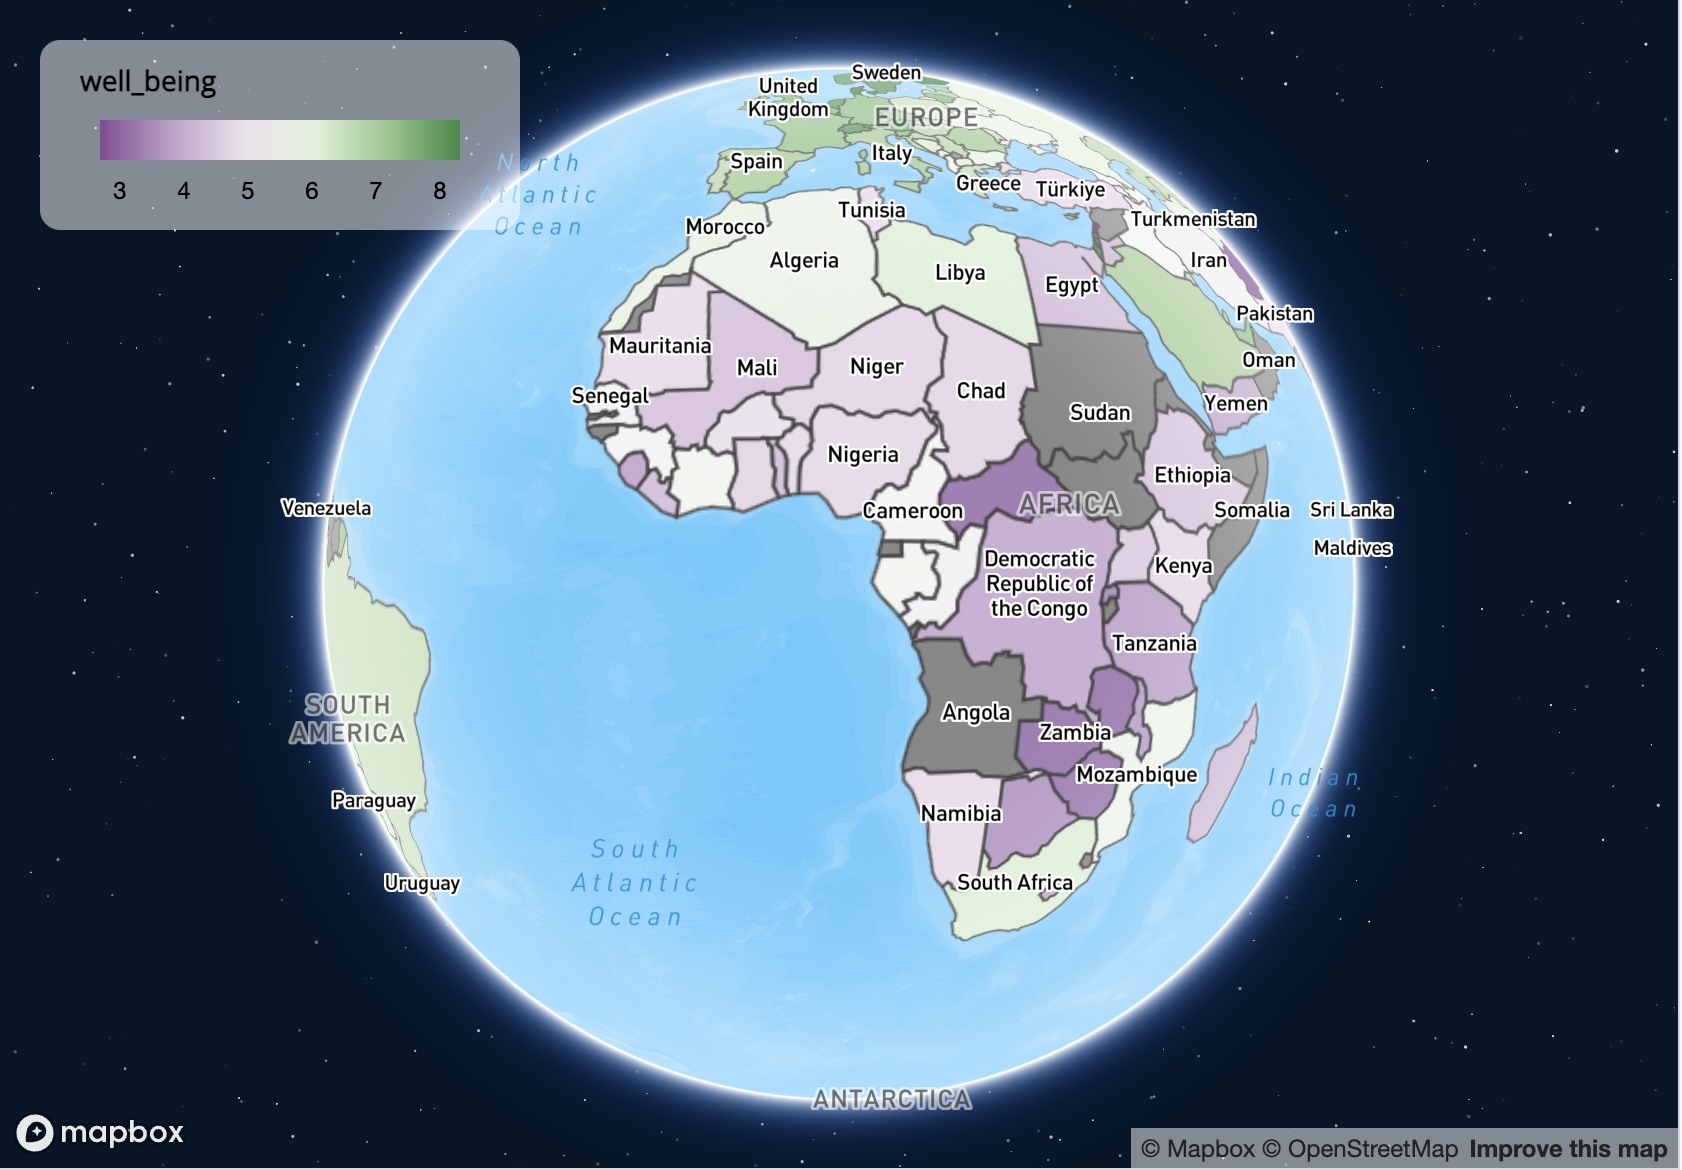 well_being
3 4 5 6 7 8
Sweden
United
Kingdom
EUROPE
North
Atlantic
Ocean
Spain
Italy
Greece
Türkiye
Tunisia
Turkmenistan
Morocco
Algeria
Libya
Iran
Egypt
Pakistan
Mauritania
Mali
Niger
Oman
Senegal
Chad
Yemen
Sudan
Nigeria
Ethiopia
Venezuela
Cameroon
AFRICA
Somalia
Sri Lanka
Maldives
Democratic
Republic of
the Congo
Kenya
Tanzania
SOUTH
AMERICA
Angola
Zambia
Mozambique
Indian
Ocean
Paraguay
Namibia
South
Atlantic
Ocean
Uruguay
South Africa
ANTARCTICA
mapbox
© Mapbox © OpenStreetMap Improve this map